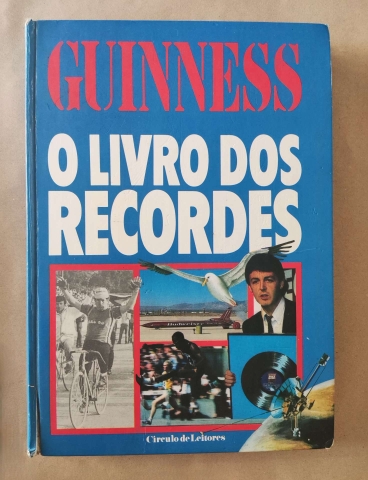 GUINNESS
O LIVRO DOS
RECORDES
Círculo de Leitores